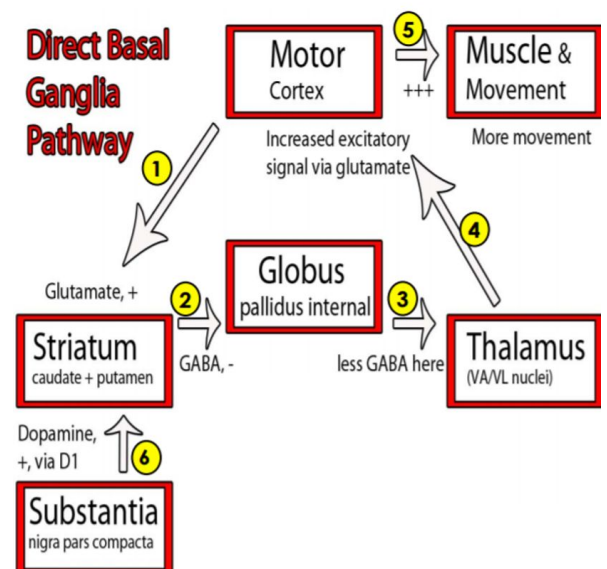 Direct Basal
Ganglia
Pathway
Motor
Cortex
5
+++
Muscle &
Movement
More movement
Increased excitatory
signal via glutamate
1
4
Glutamate, +
2
GABA, -
Globus
pallidus internal
3
less GABA here
Striatum
caudate + putamen
Thalamus
(VA/VL nuclei)
Dopamine,
+, via D1
6
Substantia
nigra pars compacta